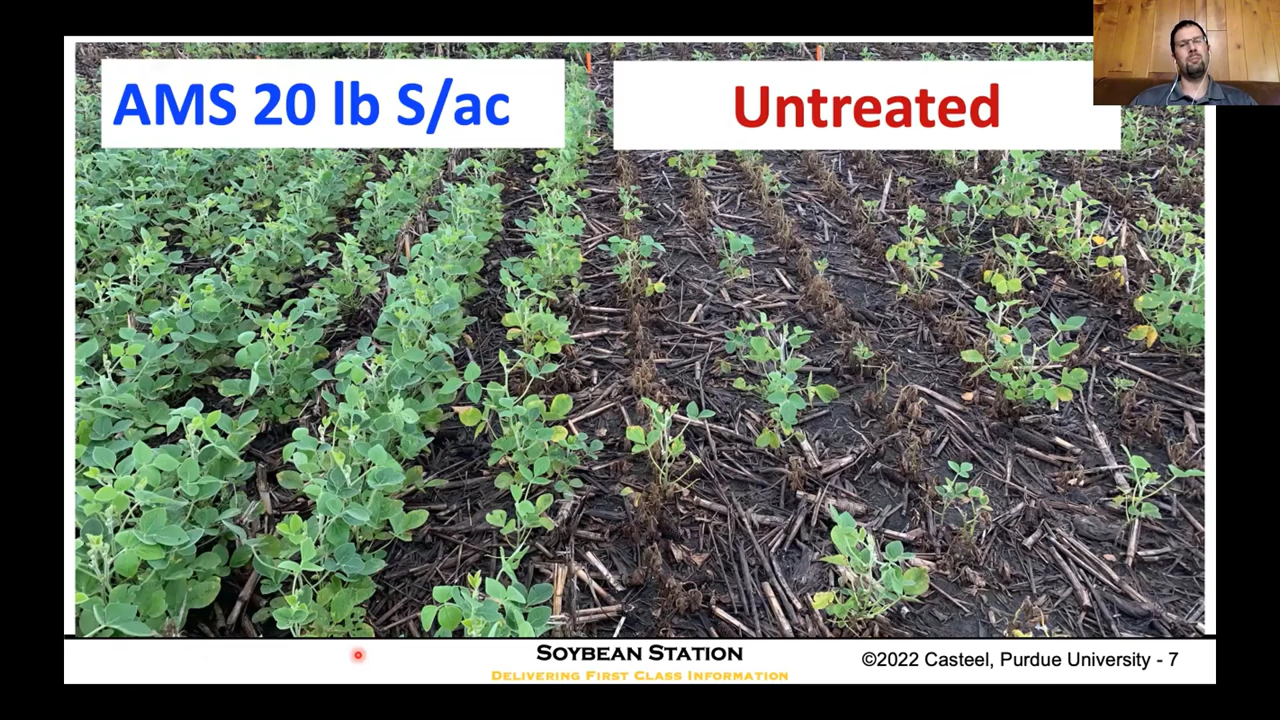 AMS 20 lb S/ac
Untreated
SOYBEAN STATION
DELIVERING FIRST CLASS INFORMATION
©2022 Casteel, Purdue University - 7